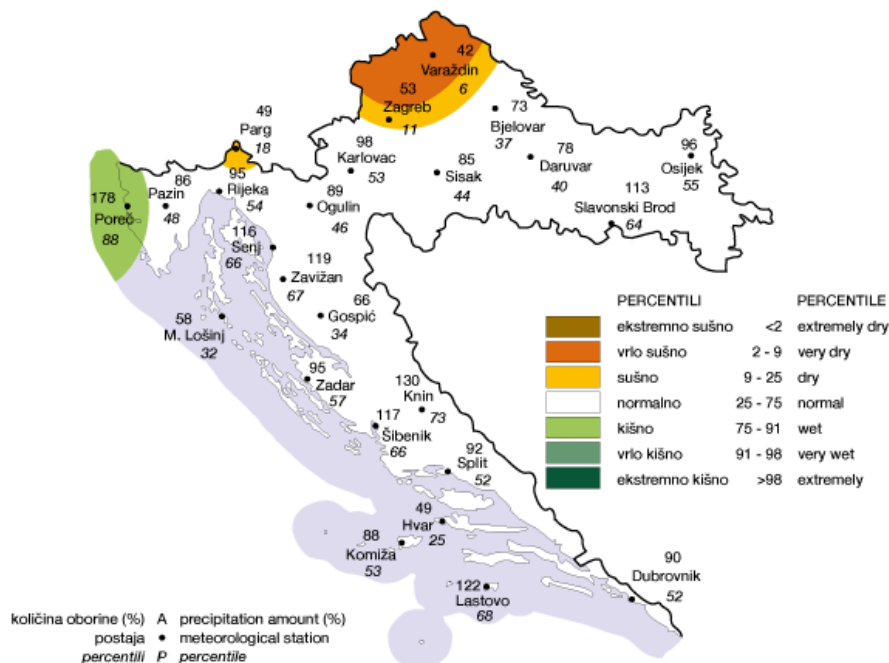 42
Varaždin
6
53
Zagreb
11
49
Parg
18
73
Bjelovar
37
98
Karlovac
53
78
Daruvar
40
96
Osijek
55
85
Sisak
44
86
Pazin
48
95
Rijeka
54
178
Poreč
88
89
Ogulin
46
113
Slavonski Brod
64
116
Senj
66
119
Zavižan
67
66
Gospić
34
58
M. Lošinj
32
95
Zadar
57
130
Knin
73
117
Šibenik
66
92
Split
52
49
Hvar
25
88
Komiža
53
122
Lastovo
68
90
Dubrovnik
52
PERCENTILI PERCENTILE
ekstremno sušno <2 extremely dry
vrlo sušno 2 - 9 very dry
sušno 9 - 25 dry
normalno 25 - 75 normal
kišno 75 - 91 wet
vrlo kišno 91 - 98 very wet
ekstremno kišno >98 extremely
količina oborine (%) A precipitation amount (%)
postaja • meteorological station
percentili P percentile